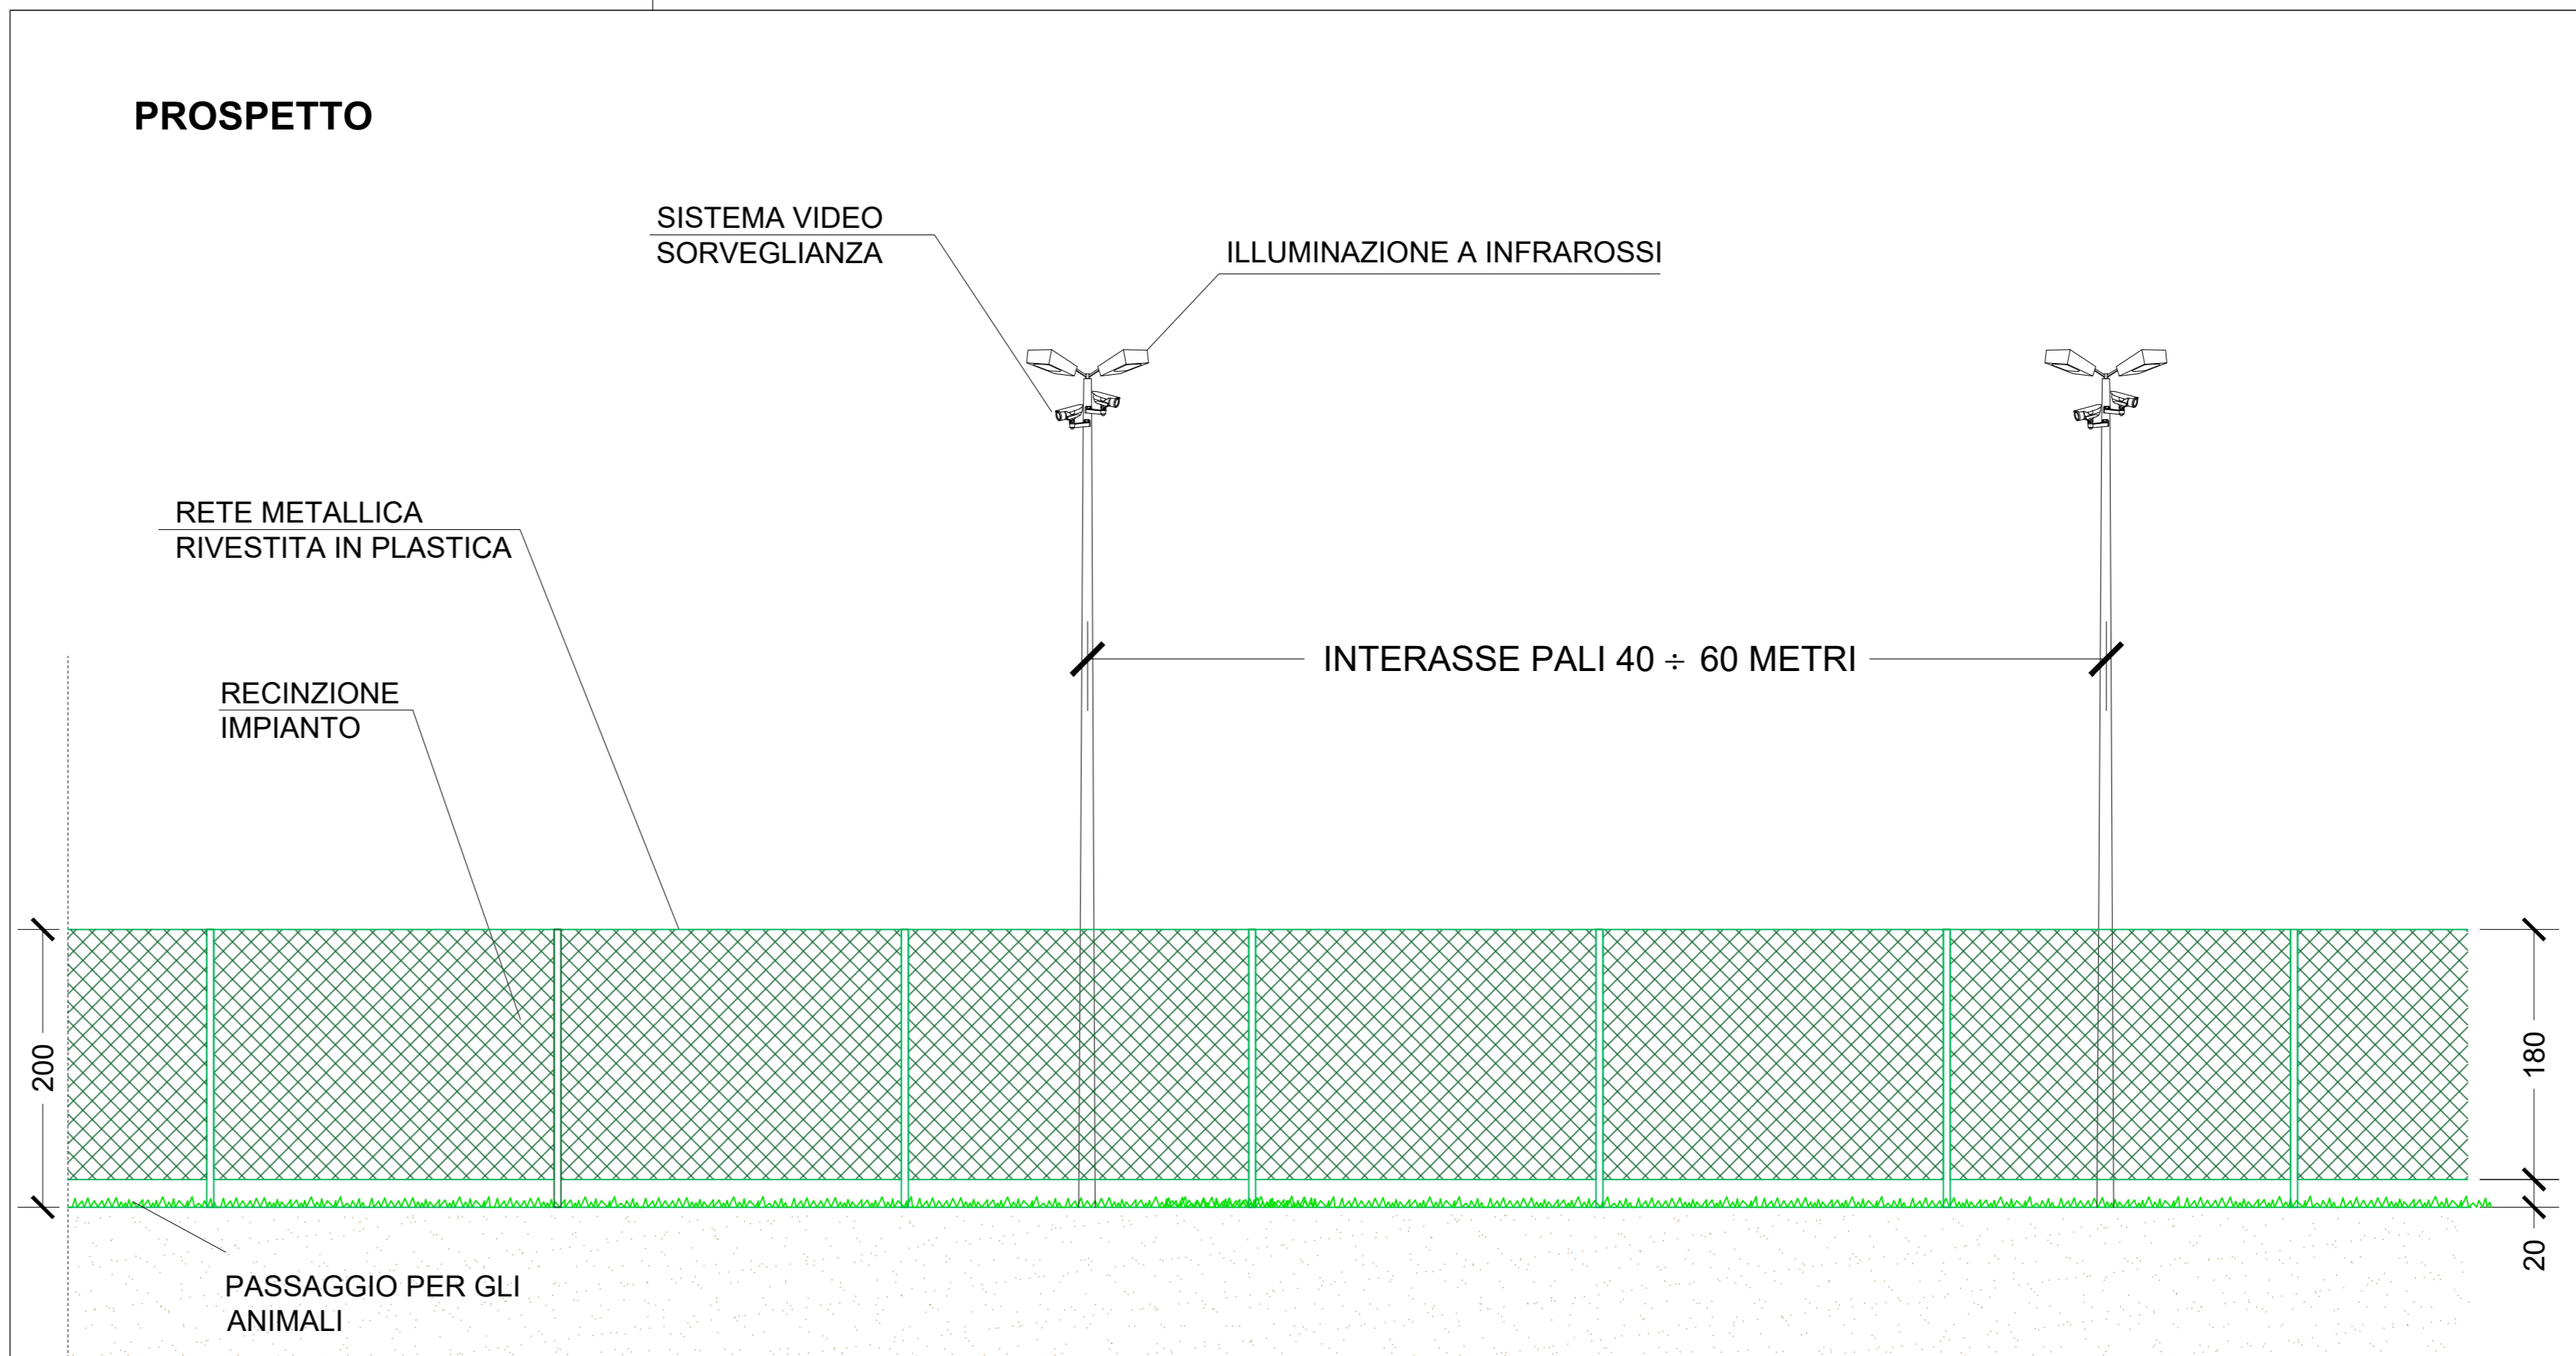 PROSPETTO
SISTEMA VIDEO
SORVEGLIANZA
ILLUMINAZIONE A INFRAROSSI
RETE METALLICA
RIVESTITA IN PLASTICA
INTERASSE PALI 40 ÷ 60 METRI
RECINZIONE
IMPIANTO
200
180
20
PASSAGGIO PER GLI
ANIMALI